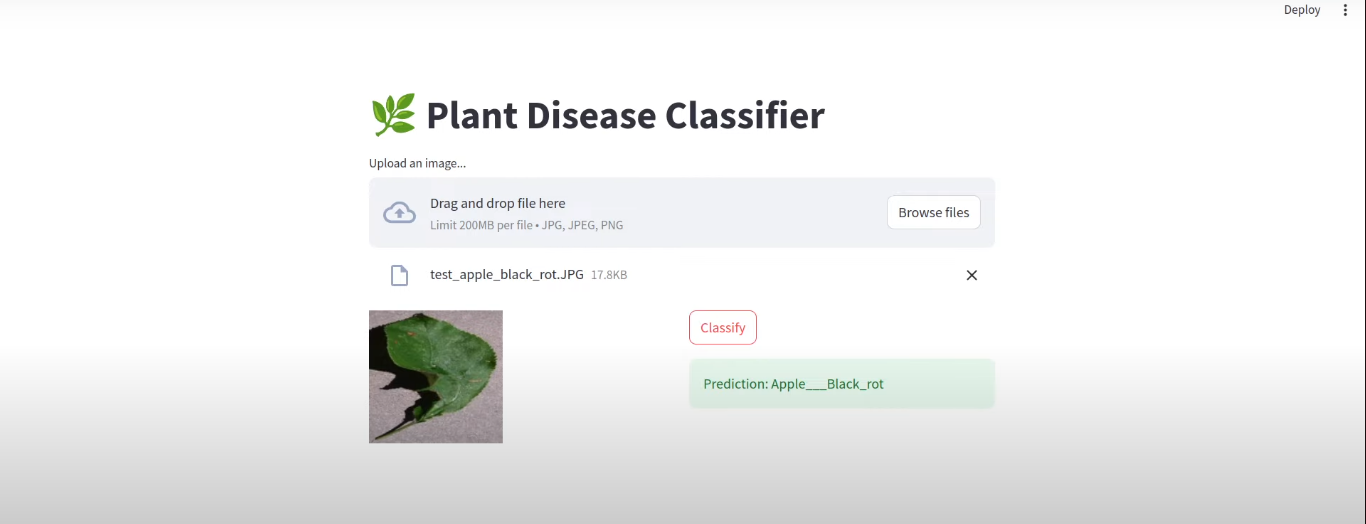 Deploy
Plant Disease Classifier
Upload an image...
Drag and drop file here
Limit 200MB per file • JPG, JPEG, PNG
Browse files
test_apple_black_rot.JPG 17.8KB
Classify
Prediction: Apple___Black_rot